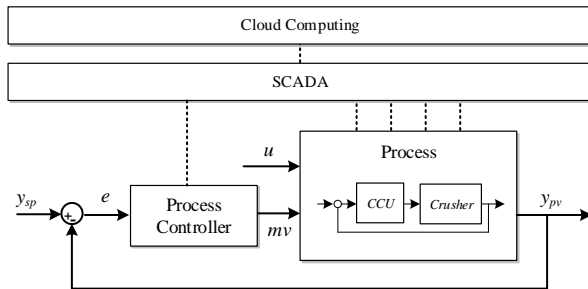 Cloud Computing
SCADA
u
Process
y_sp
+
-
e
Process
Controller
mv
CCU
Crusher
y_pv